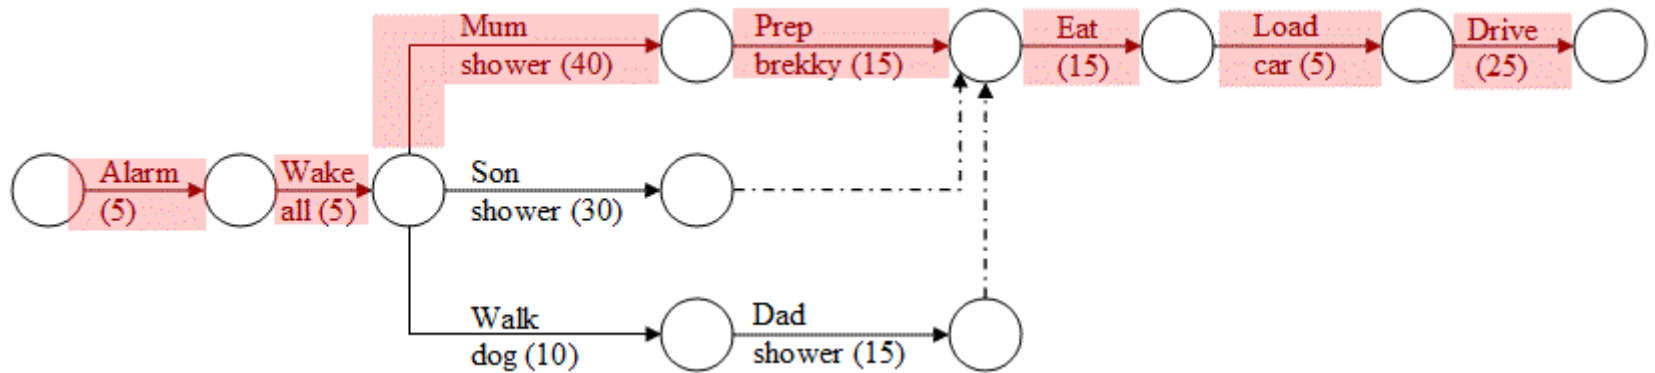 Mum
shower (40)
Prep
brekky (15)
Eat
(15)
Load
car (5)
Drive
(25)
Alarm
(5)
Wake
all (5)
Son
shower (30)
Walk
dog (10)
Dad
shower (15)